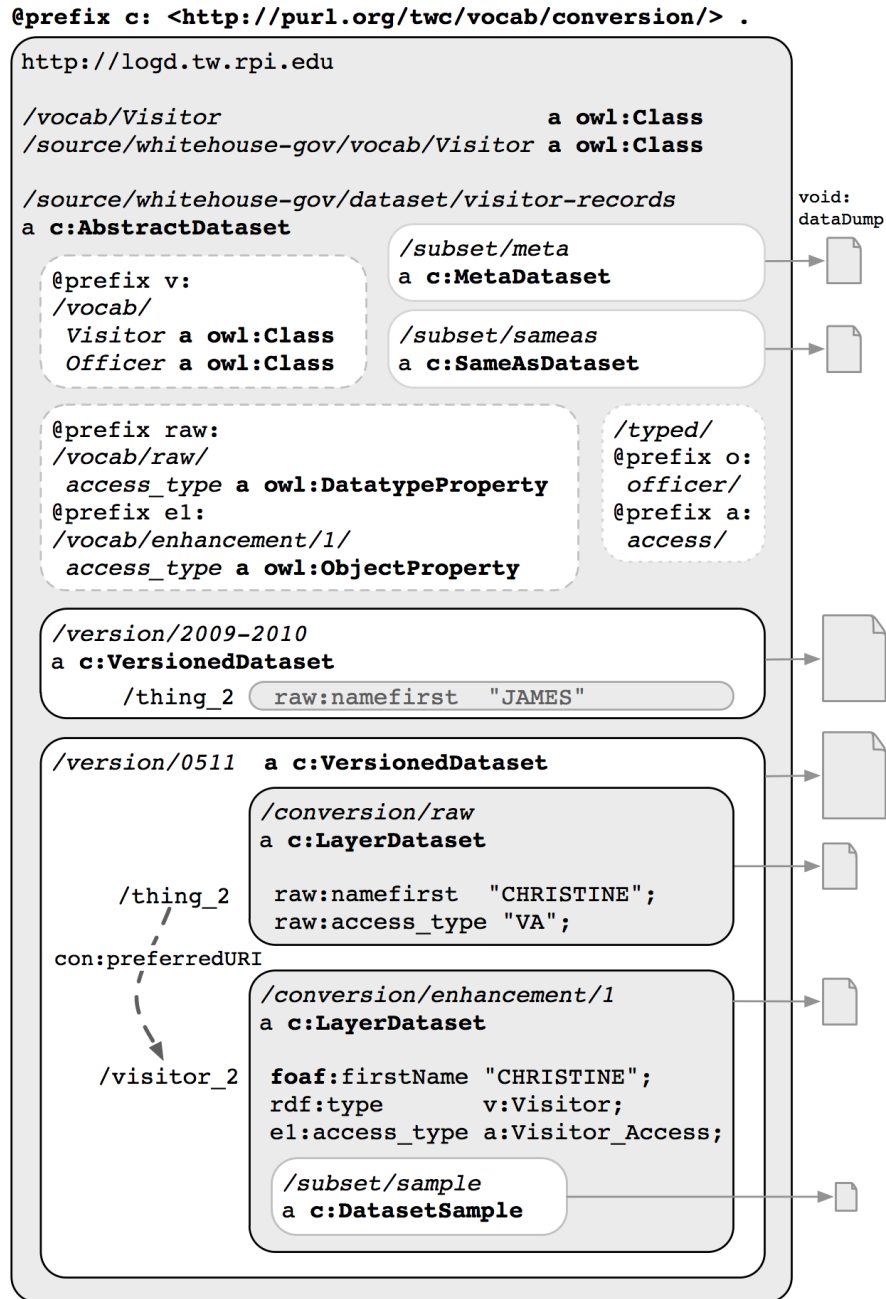 @prefix c: <http://purl.org/twc/vocab/conversion/> .
http://logd.tw.rpi.edu
/vocab/Visitor a owl:Class
/source/whitehouse-gov/vocab/Visitor a owl:Class
/source/whitehouse-gov/dataset/visitor-records
a c:AbstractDataset
void:
dataDump
/subset/meta
a c:MetaDataset
@prefix v:
/vocab/
Visitor a owl:Class
Officer a owl:Class
/subset/sameas
a c:SameAsDataset
@prefix raw:
/vocab/raw/
access_type a owl:DatatypeProperty
@prefix e1:
/vocab/enhancement/1/
access_type a owl:ObjectProperty
/typed/
@prefix o:
officer/
@prefix a:
access/
/version/2009-2010
a c:VersionedDataset
/thing_2 raw:namefirst "JAMES"
/version/0511 a c:VersionedDataset
/conversion/raw
a c:LayerDataset
/thing_2
raw:namefirst "CHRISTINE";
raw:access_type "VA";
con:preferredURI
/conversion/enhancement/1
a c:LayerDataset
/visitor_2
foaf:firstName "CHRISTINE";
rdf:type v:Visitor;
e1:access_type a:Visitor_Access;
/subset/sample
a c:DatasetSample